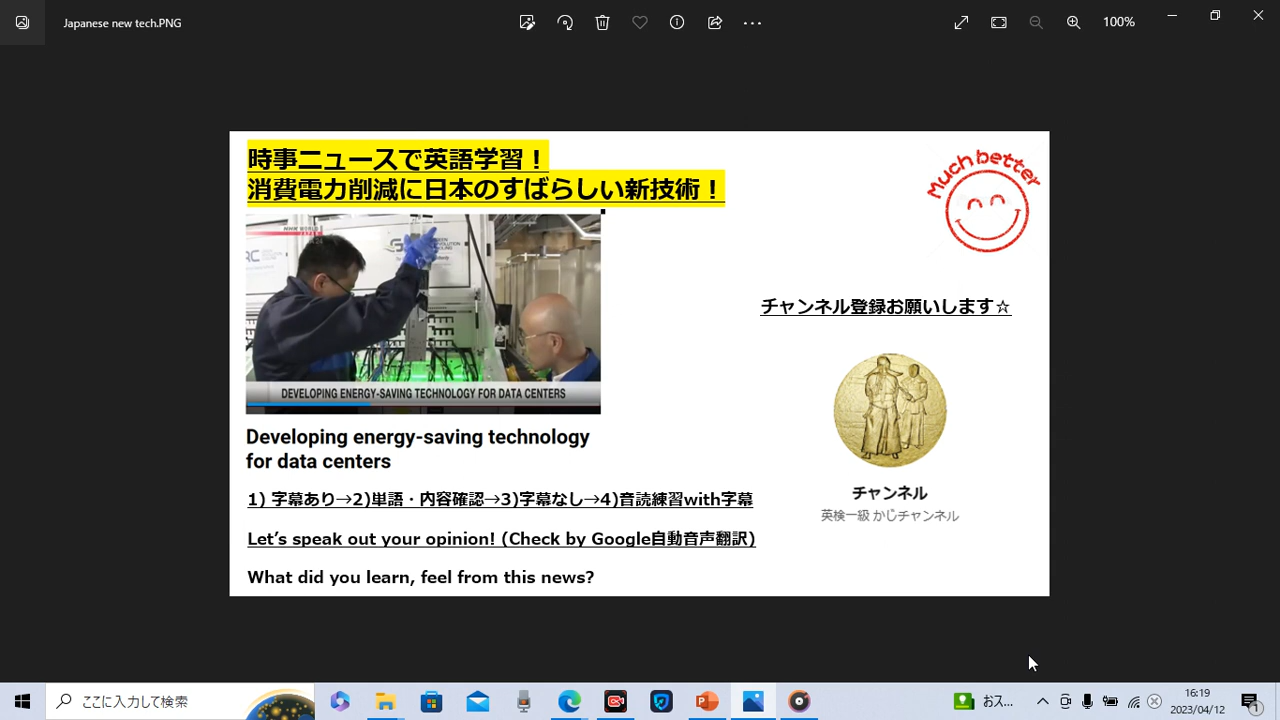 Japanese new tech.PNG
100%
時事ニュースで英語学習！
消費電力削減に日本のすばらしい新技術！
Much better
NHK WORLD
JAPAN
DEVELOPING ENERGY-SAVING TECHNOLOGY FOR DATA CENTERS
Developing energy-saving technology
for data centers
チャンネル登録お願いします☆
チャンネル
英検一級 かじチャンネル
1) 字幕あり→2)単語・内容確認→3)字幕なし→4)音読練習with字幕
Let's speak out your opinion! (Check by Google自動音声翻訳)
What did you learn, feel from this news?
ここに入力して検索
おス...
16:19
2023/04/12
1